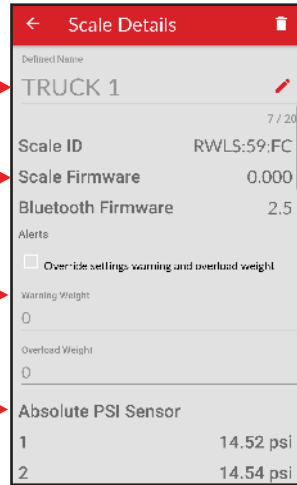 Scale Details
Defined Name
TRUCK 1
7 / 20
Scale ID RWLS:59:FC
Scale Firmware 0.000
Bluetooth Firmware 2.5
Alerts
Override settings warning and overload weight
Warning Weight
0
Overload Weight
0
Absolute PSI Sensor
1 14.52 psi
2 14.54 psi